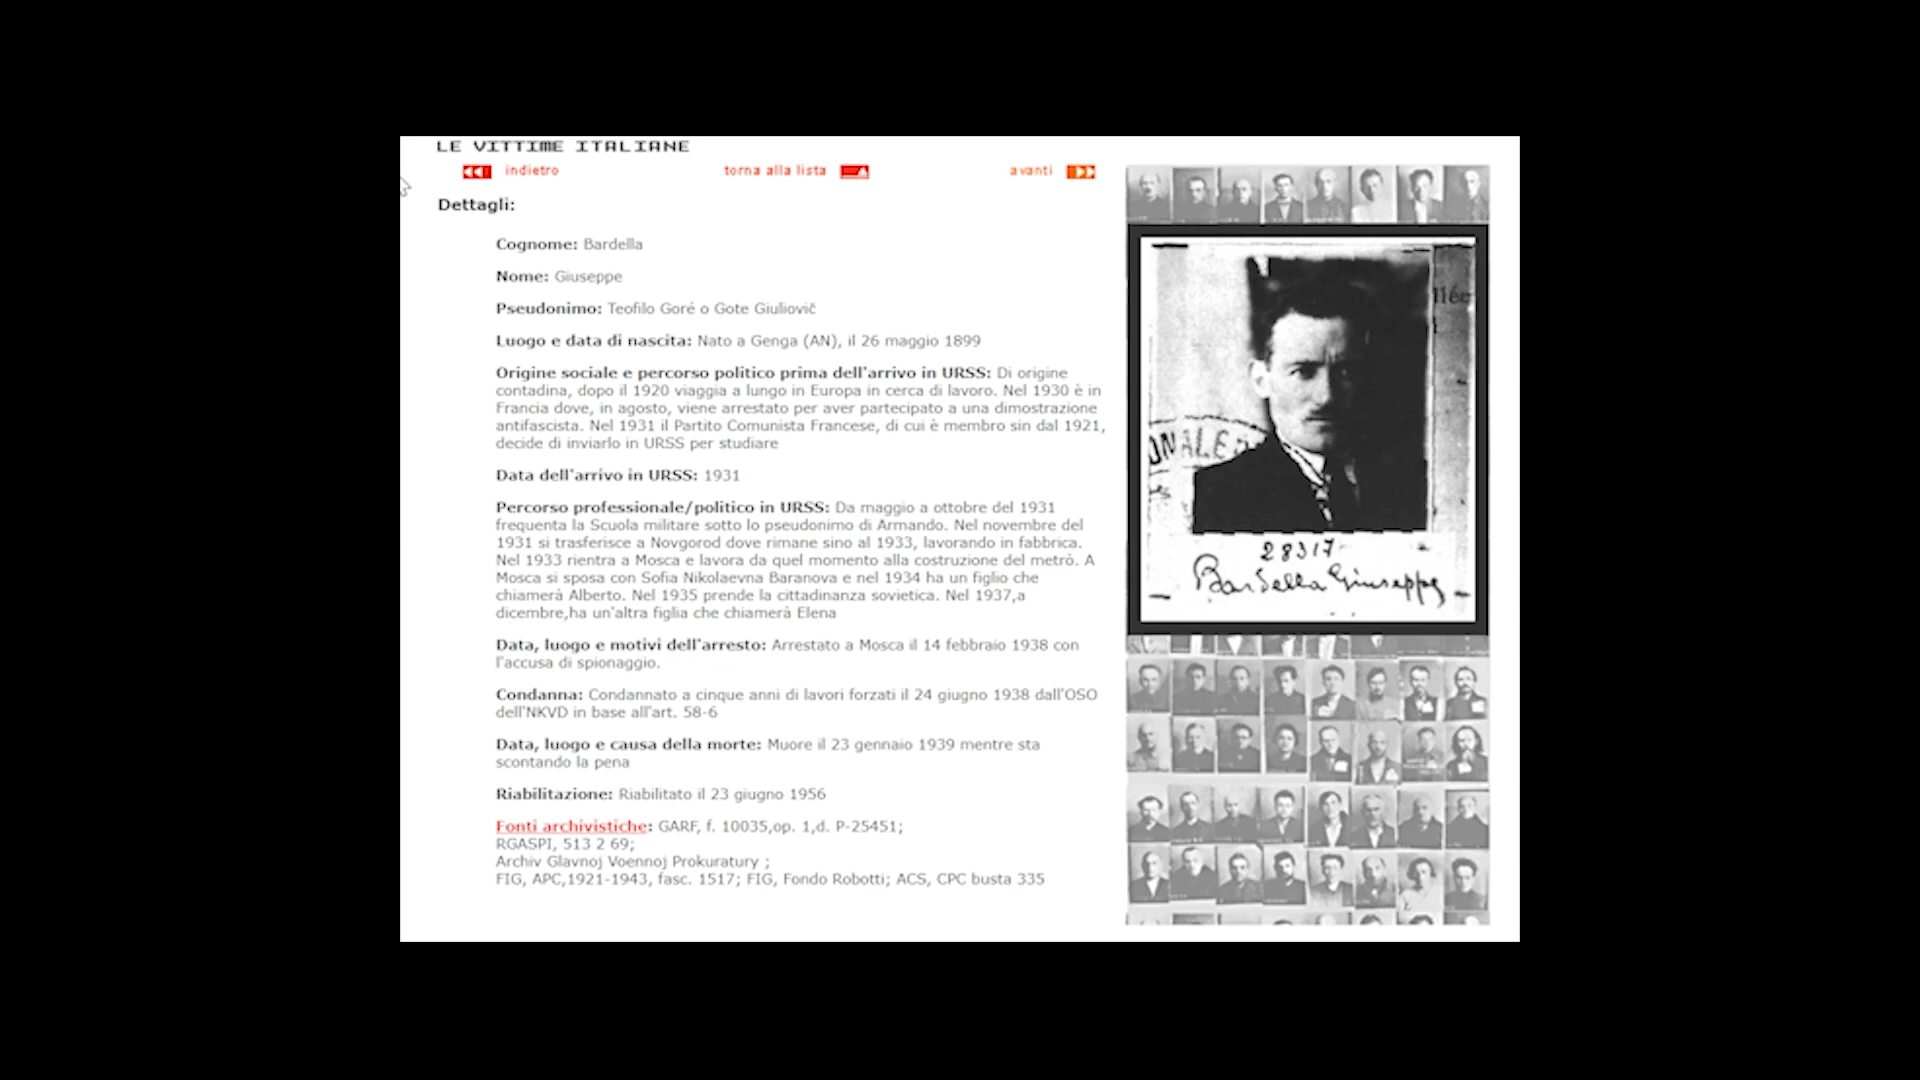 LE VITTIME ITALIANE
indietro torna alla lista avanti
Dettagli:
Cognome: Bardella
Nome: Giuseppe
Pseudonimo: Teofilo Goré o Gote Giuliovič
Luogo e data di nascita: Nato a Genga (AN), il 26 maggio 1899
Origine sociale e percorso politico prima dell'arrivo in URSS: Di origine
contadina, dopo il 1920 viaggia a lungo in Europa in cerca di lavoro. Nel 1930 è in
Francia dove, in agosto, viene arrestato per aver partecipato a una dimostrazione
antifascista. Nel 1931 il Partito Comunista Francese, di cui è membro sin dal 1921,
decide di inviarlo in URSS per studiare
Data dell'arrivo in URSS: 1931
Percorso professionale/politico in URSS: Da maggio a ottobre del 1931
frequenta la Scuola militare sotto lo pseudonimo di Armando. Nel novembre del
1931 si trasferisce a Novgorod dove rimane sino al 1933, lavorando in fabbrica.
Nel 1933 rientra a Mosca e lavora da quel momento alla costruzione del metrò. A
Mosca si sposa con Sofia Nikolaevna Baranova e nel 1934 ha un figlio che
chiamerà Alberto. Nel 1935 prende la cittadinanza sovietica. Nel 1937,a
dicembre,ha un'altra figlia che chiamerà Elena
Data, luogo e motivi dell'arresto: Arrestato a Mosca il 14 febbraio 1938 con
l'accusa di spionaggio.
Condanna: Condannato a cinque anni di lavori forzati il 24 giugno 1938 dall'OSO
dell'NKVD in base all'art. 58-6
Data, luogo e causa della morte: Muore il 23 gennaio 1939 mentre sta
scontando la pena
Riabilitazione: Riabilitato il 23 giugno 1956
Fonti archivistiche: GARF, f. 10035,op. 1,d. P-25451;
RGASPI, 513 2 69;
Archiv Glavnoj Voennoj Prokuratury ;
FIG, APC,1921-1943, fasc. 1517; FIG, Fondo Robotti; ACS, CPC busta 335
llée
ONALE D
28317
Bardella Giuseppe